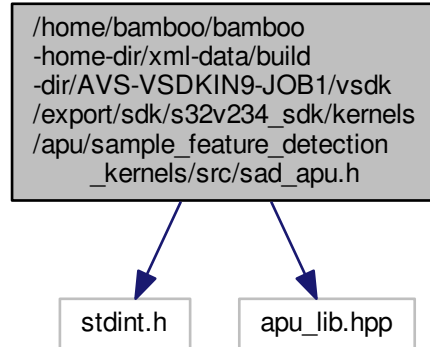 /home/bamboo/bamboo
-home-dir/xml-data/build
-dir/AVS-VSDKIN9-JOB1/vsdk
/export/sdk/s32v234_sdk/kernels
/apu/sample_feature_detection
_kernels/src/sad_apu.h
stdint.h
apu_lib.hpp